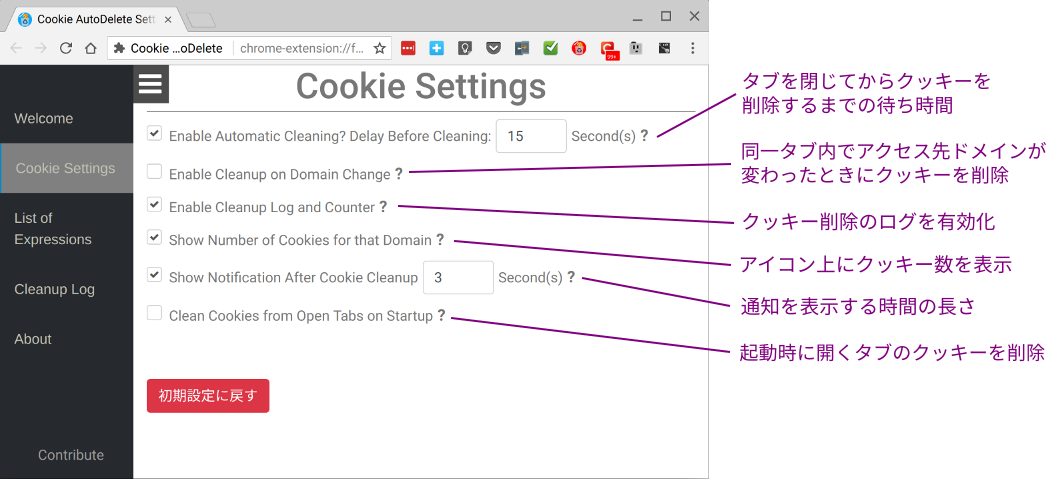 Cookie AutoDelete Sett
Cookie ...oDelete
chrome-extension://f...
99+
Cookie Settings
Welcome
Cookie Settings
List of
Expressions
Cleanup Log
About
Contribute
Enable Automatic Cleaning? Delay Before Cleaning: 15 Second(s) ?
Enable Cleanup on Domain Change ?
Enable Cleanup Log and Counter ?
Show Number of Cookies for that Domain ?
Show Notification After Cookie Cleanup 3 Second(s) ?
Clean Cookies from Open Tabs on Startup ?
初期設定に戻す
タブを閉じてからクッキーを
削除するまでの待ち時間
同一タブ内でアクセス先ドメインが
変わったときにクッキーを削除
クッキー削除のログを有効化
アイコン上にクッキー数を表示
通知を表示する時間の長さ
起動時に開くタブのクッキーを削除